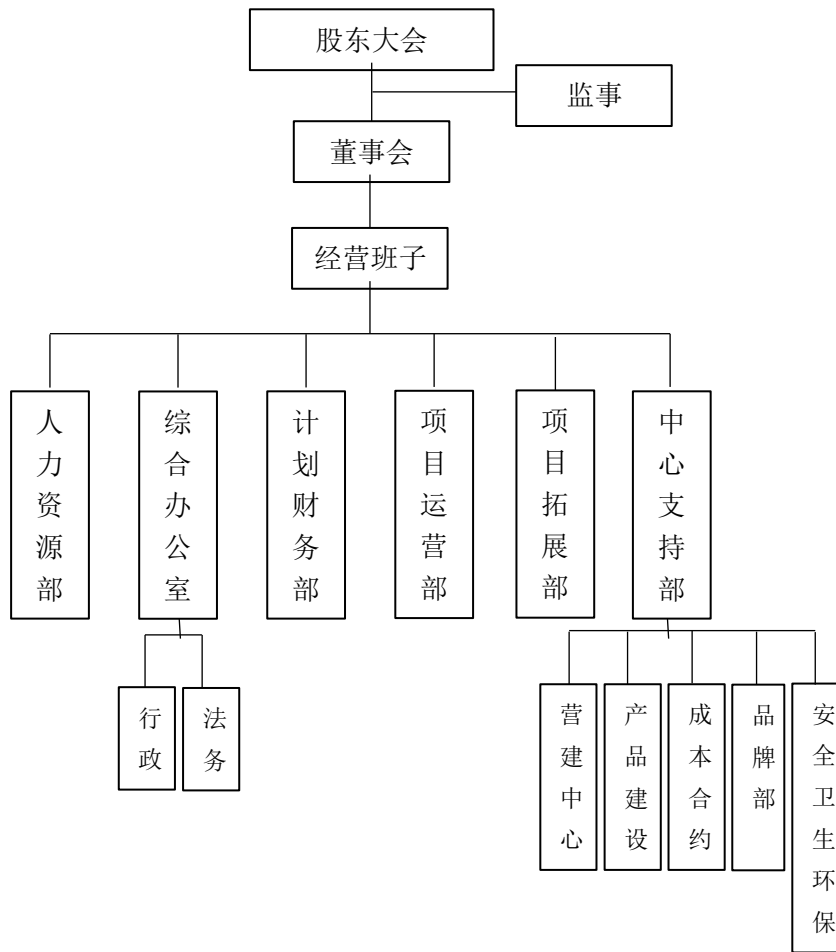 股东大会
监事
董事会
经营班子
人力资源部
综合办公室
计划财务部
项目运营部
项目拓展部
中心支持部
行政
法务
营建中心
产品建设
成本合约
品牌部
安全卫生环保